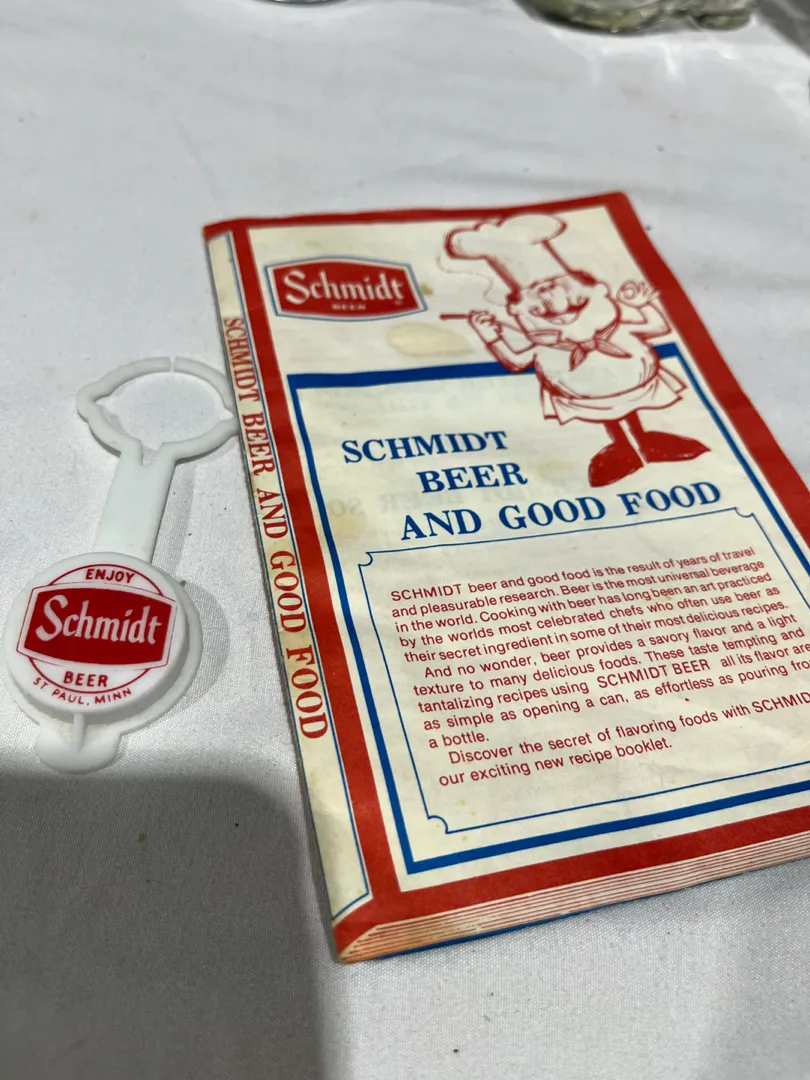 Schmidt
BEER
SCHMIDT
BEER
AND GOOD FOOD
SCHMIDT beer and good food is the result of years of travel
and pleasurable research. Beer is the most universal beverage
in the world. Cooking with beer has long been an art practiced
by the worlds most celebrated chefs who often use beer as
their secret ingredient in some of their most delicious recipes.
And no wonder, beer provides a savory flavor and a light
texture to many delicious foods. These taste tempting and
tantalizing recipes using SCHMIDT BEER all its flavor are
as simple as opening a can, as effortless as pouring
a bottle.
Discover the secret of flavoring foods with
our exciting new recipe booklet.
SCHMIDT BEER AND GOOD FOOD
ENJOY
Schmidt
BEER
ST PAUL, MINN